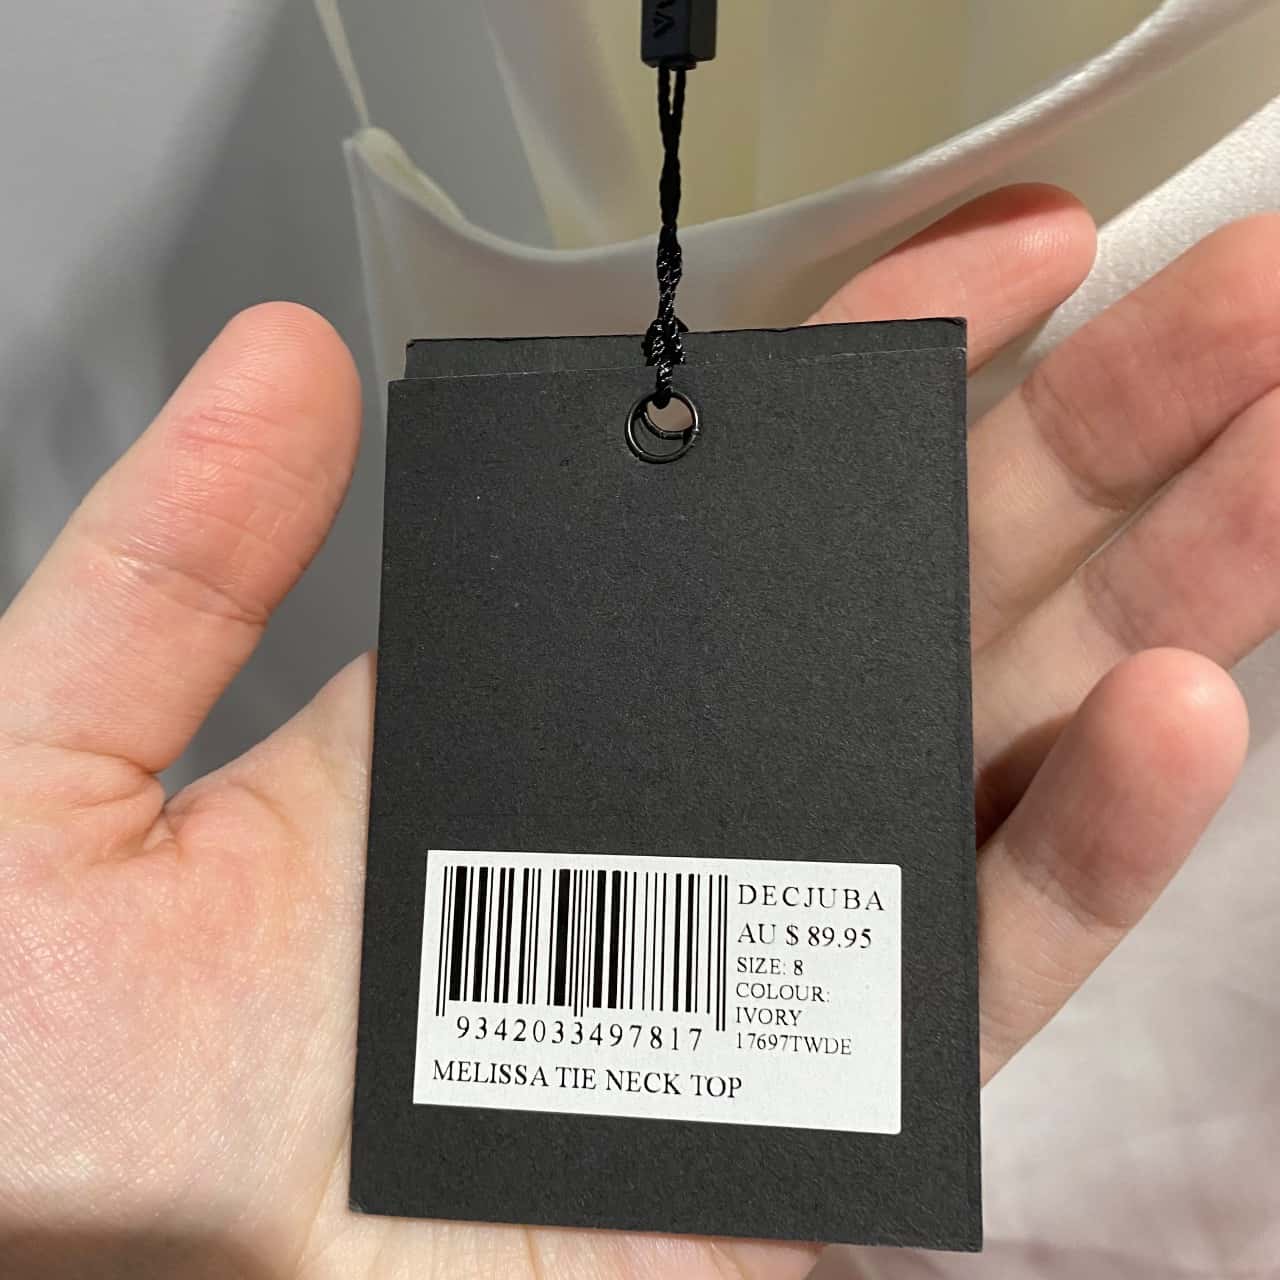 DECJUBA
AU $ 89.95
SIZE: 8
COLOUR:
IVORY
17697TWDE
9342033497817
MELISSA TIE NECK TOP